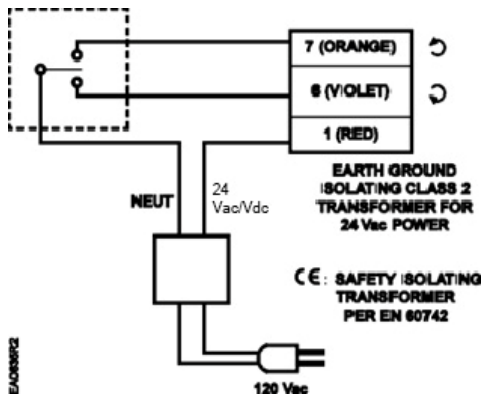 7 (ORANGE)
6 (VIOLET)
1 (RED)
NEUT
24
Vac/Vdc
EARTH GROUND
ISOLATING CLASS 2
TRANSFORMER FOR
24 Vac POWER
CE: SAFETY ISOLATING
TRANSFORMER
PER EN 60742
120 Vac
EA0636R2